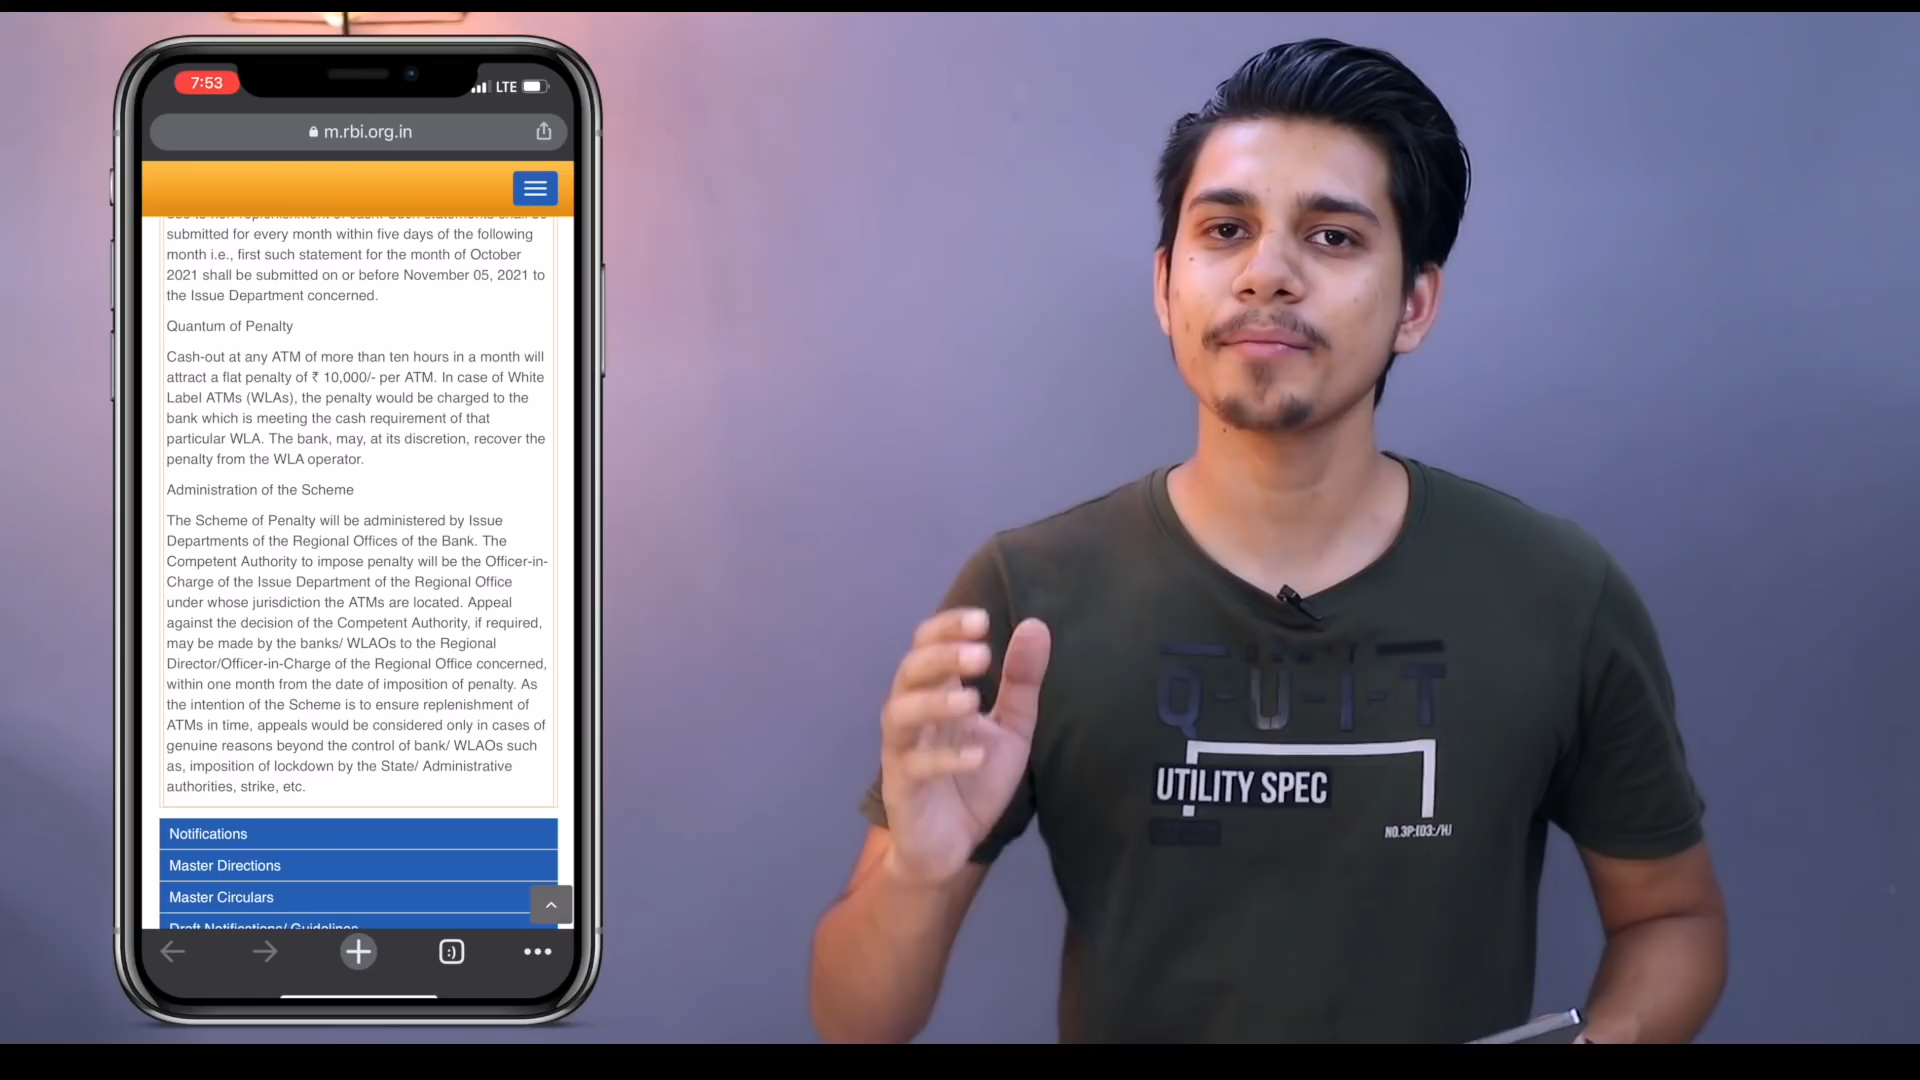 7:53
LTE
m.rbi.org.in
submitted for every month within five days of the following
month i.e., first such statement for the month of October
2021 shall be submitted on or before November 05, 2021 to
the Issue Department concerned.
Quantum of Penalty
Cash-out at any ATM of more than ten hours in a month will
attract a flat penalty of ₹ 10,000/- per ATM. In case of White
Label ATMs (WLAs), the penalty would be charged to the
bank which is meeting the cash requirement of that
particular WLA. The bank, may, at its discretion, recover the
penalty from the WLA operator.
Administration of the Scheme
The Scheme of Penalty will be administered by Issue
Departments of the Regional Offices of the Bank. The
Competent Authority to impose penalty will be the Officer-in-
Charge of the Issue Department of the Regional Office
under whose jurisdiction the ATMs are located. Appeal
against the decision of the Competent Authority, if required,
may be made by the banks/ WLAOs to the Regional
Director/Officer-in-Charge of the Regional Office concerned,
within one month from the date of imposition of penalty. As
the intention of the Scheme is to ensure replenishment of
ATMs in time, appeals would be considered only in cases of
genuine reasons beyond the control of bank/ WLAOs such
as, imposition of lockdown by the State/ Administrative
authorities, strike, etc.
Notifications
Master Directions
Master Circulars
Draft Notifications/ Guidelines
:)
Q-U-I-T
UTILITY SPEC